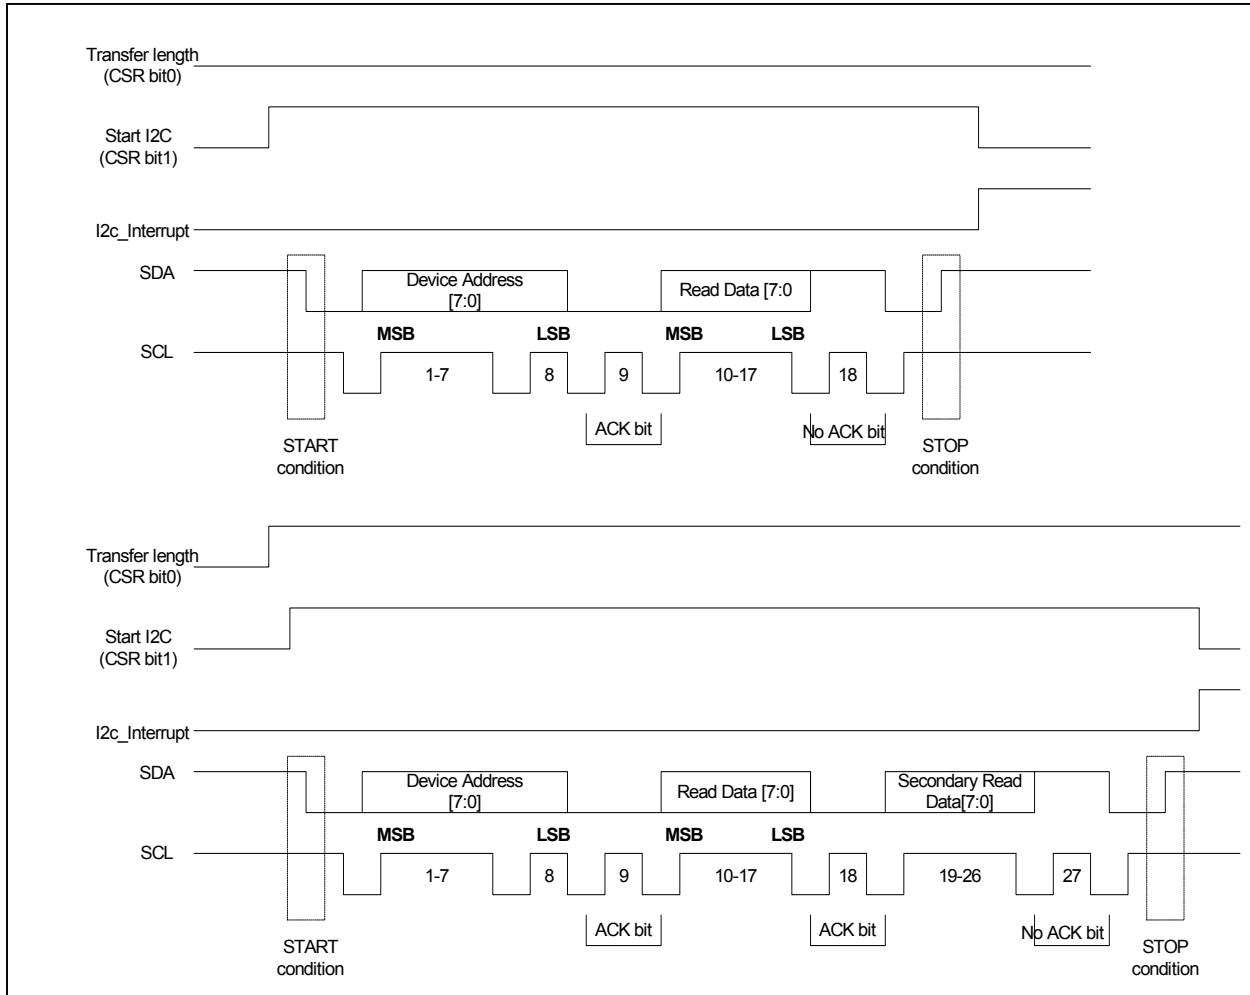 Transfer length
(CSR bit0)
Start I2C
(CSR bit1)
I2c_Interrupt
SDA
Device Address
[7:0]
Read Data [7:0
MSB
LSB
MSB
LSB
SCL
1-7
8
9
10-17
18
ACK bit
No ACK bit
START
condition
STOP
condition
Transfer length
(CSR bit0)
Start I2C
(CSR bit1)
I2c_Interrupt
SDA
Device Address
[7:0]
Read Data [7:0]
Secondary Read
Data[7:0]
MSB
LSB
MSB
LSB
SCL
1-7
8
9
10-17
18
19-26
27
ACK bit
ACK bit
No ACK bit
START
condition
STOP
condition